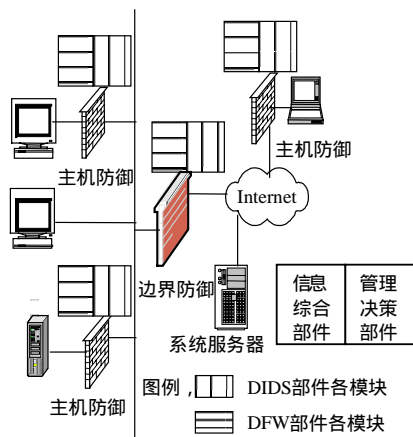 主机防御
主机防御
Internet
边界防御
系统服务器
信息
综合
部件
管理
决策
部件
主机防御
图例，
DIDS部件各模块
DFW部件各模块